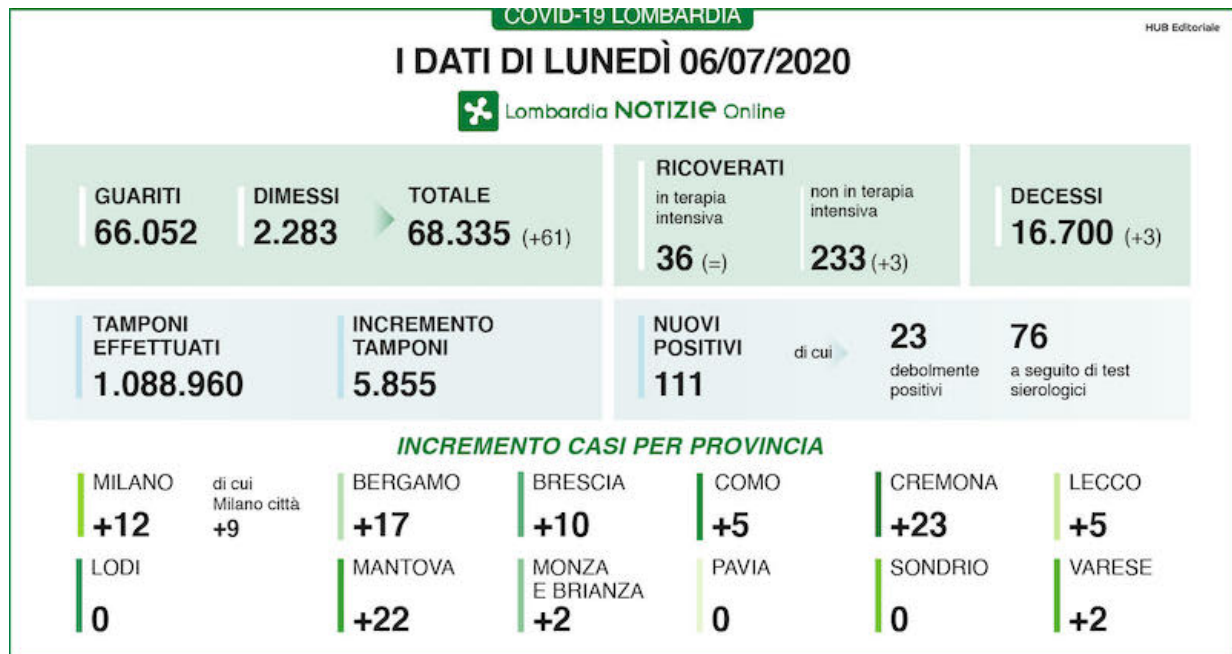 COVID-19 LOMBARDIA
HUB Editoriale
I DATI DI LUNEDÌ 06/07/2020
Lombardia NOTIZIe Online
GUARITI
66.052
DIMESSI
2.283
TOTALE
68.335 (+61)
RICOVERATI
in terapia
intensiva
36 (=)
non in terapia
intensiva
233 (+3)
DECESSI
16.700 (+3)
TAMPONI
EFFETTUATI
1.088.960
INCREMENTO
TAMPONI
5.855
NUOVI
POSITIVI
111
di cui
23
debolmente
positivi
76
a seguito di test
sierologici
INCREMENTO CASI PER PROVINCIA
MILANO
+12
di cui
Milano città
+9
BERGAMO
+17
BRESCIA
+10
COMO
+5
CREMONA
+23
LECCO
+5
LODI
0
MANTOVA
+22
MONZA
E BRIANZA
+2
PAVIA
0
SONDRIO
0
VARESE
+2